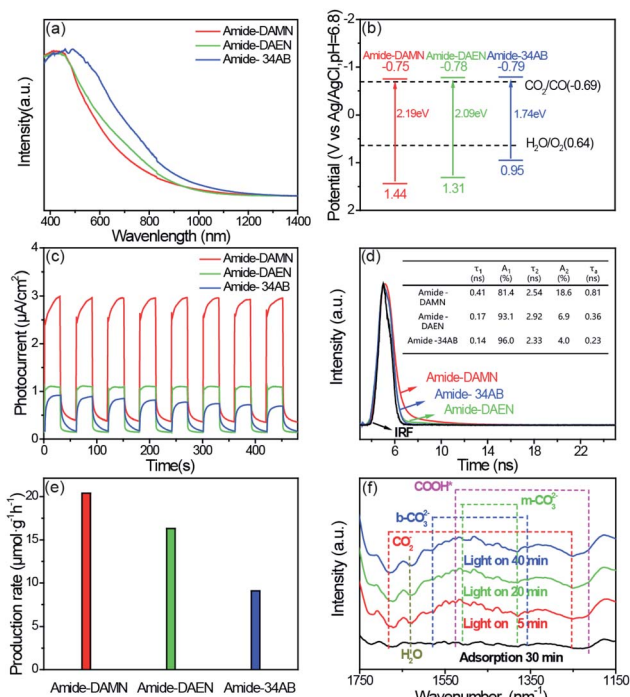 (a)
Amide-DAMN
Amide-DAEN
Amide- 34AB
Intensity(a.u.)
400 600 800 1000 1200 1400
Wavelength (nm)
(b)
Potential (V vs Ag/AgCl,pH=6.8)
-2
-1
0
1
2
Amide-DAMN Amide-DAEN Amide-34AB
-0.75 -0.78 -0.79
CO₂/CO(-0.69)
2.19eV 2.09eV 1.74eV
H₂O/O₂(0.64)
1.44 1.31 0.95
(c)
Amide-DAMN
Amide-DAEN
Amide- 34AB
Photocurrent (μA/cm²)
4
3
2
1
0
0 100 200 300 400
Time(s)
(d)
τ₁ A₁ τ₂ A₂ τₐ
(ns) (%) (ns) (%) (ns)
Amide -
DAMN 0.41 81.4 2.54 18.6 0.81
Amide
-DAEN 0.17 93.1 2.92 6.9 0.36
Amide -34AB 0.14 96.0 2.33 4.0 0.23
Amide-DAMN
Amide- 34AB
Amide-DAEN
IRF
Intensity (a.u.)
6 12 18 24
Time (ns)
(e)
Production rate (μmol·g⁻¹h⁻¹)
20
15
10
5
0
Amide-DAMN Amide-DAEN Amide-34AB
(f)
COOH*
m-CO₃²⁻
b-CO₃²⁻
CO₂⁻
Light on 40 min
Light on 20 min
Light on 5 min
H₂O
Adsorption 30 min
Intensity (a.u.)
1750 1550 1350 1150